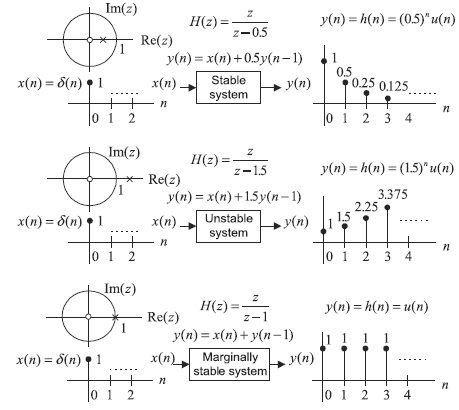 Im(z)
H(z) = z / (z−0.5)
y(n) = h(n) = (0.5)ⁿu(n)
1
Re(z)
y(n) = x(n) + 0.5y(n−1)
1
x(n) = δ(n) 1
x(n)
Stable system
y(n)
0.5
0.25
0.125
......
......
n
n
0 1 2
0 1 2 3 4
Im(z)
H(z) = z / (z−1.5)
y(n) = h(n) = (1.5)ⁿu(n)
1
Re(z)
y(n) = x(n) + 1.5y(n−1)
x(n) = δ(n) 1
x(n)
Unstable system
y(n)
1
1.5
2.25
3.375
......
......
n
n
0 1 2
0 1 2 3 4
Im(z)
H(z) = z / (z−1)
y(n) = h(n) = u(n)
1
Re(z)
y(n) = x(n) + y(n−1)
x(n) = δ(n) 1
x(n)
Marginally stable system
y(n)
1 1 1 1
......
......
n
n
0 1 2
0 1 2 3 4